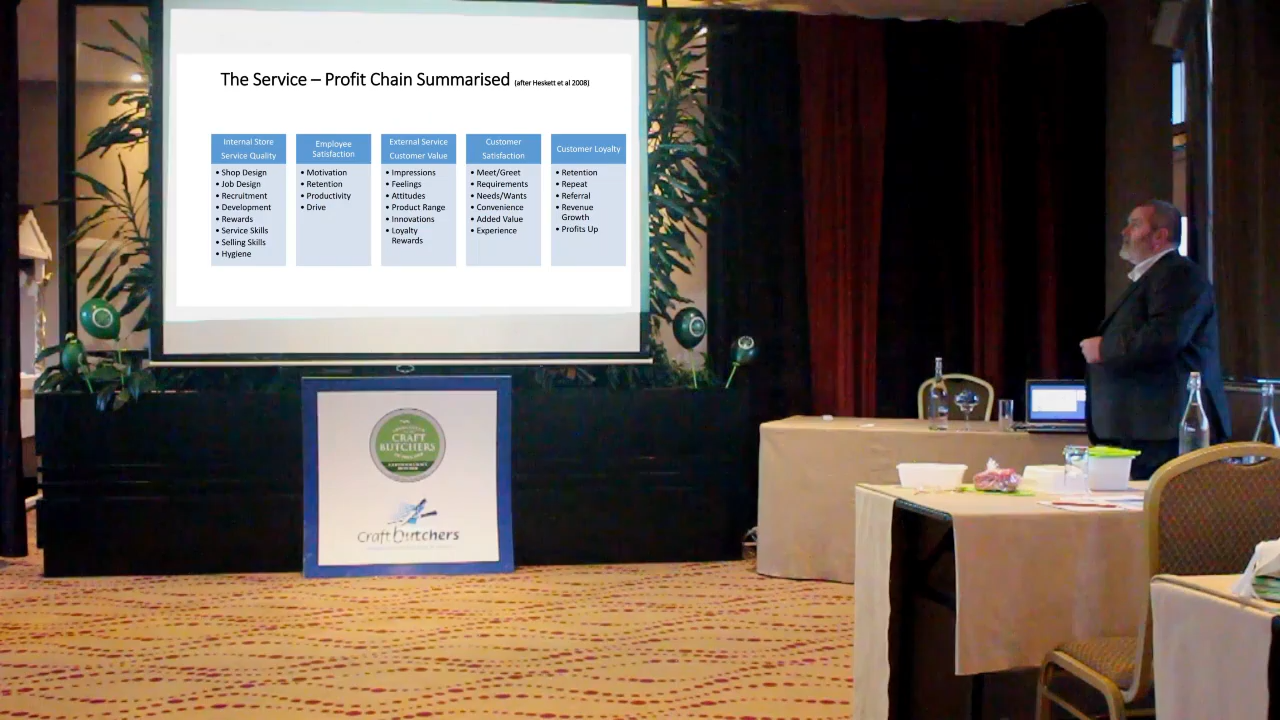 The Service – Profit Chain Summarised (after Heskett et al 2008)
Internal Store
Service Quality
• Shop Design
• Job Design
• Recruitment
• Development
• Rewards
• Service Skills
• Selling Skills
• Hygiene
Employee
Satisfaction
• Motivation
• Retention
• Productivity
• Drive
External Service
Customer Value
• Impressions
• Feelings
• Attitudes
• Product Range
• Innovations
• Loyalty
Rewards
Customer
Satisfaction
• Meet/Greet
• Requirements
• Needs/Wants
• Convenience
• Added Value
• Experience
Customer Loyalty
• Retention
• Repeat
• Referral
• Revenue
Growth
• Profits Up
CRAFT
BUTCHERS
Craft butchers